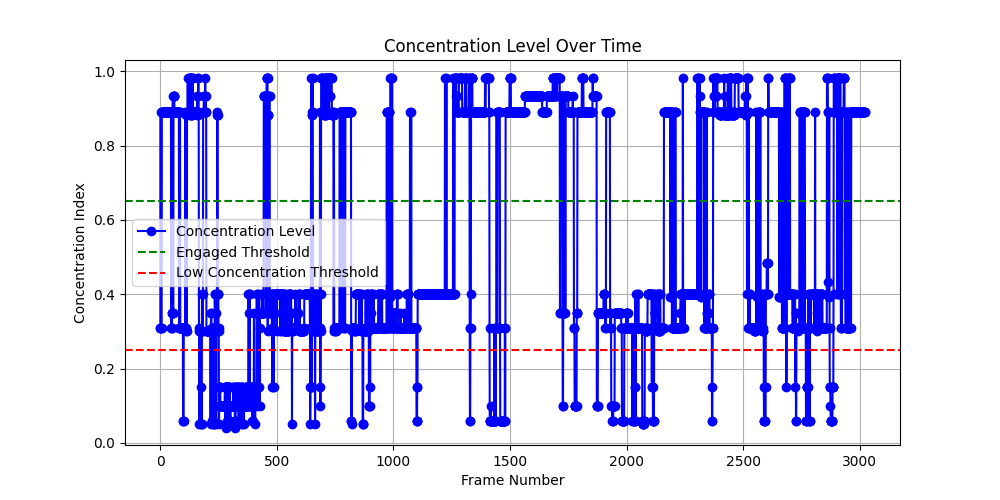 Concentration Level Over Time
1.0
0.8
0.6
0.4
0.2
0.0
Concentration Index
Concentration Level
Engaged Threshold
Low Concentration Threshold
0 500 1000 1500 2000 2500 3000
Frame Number